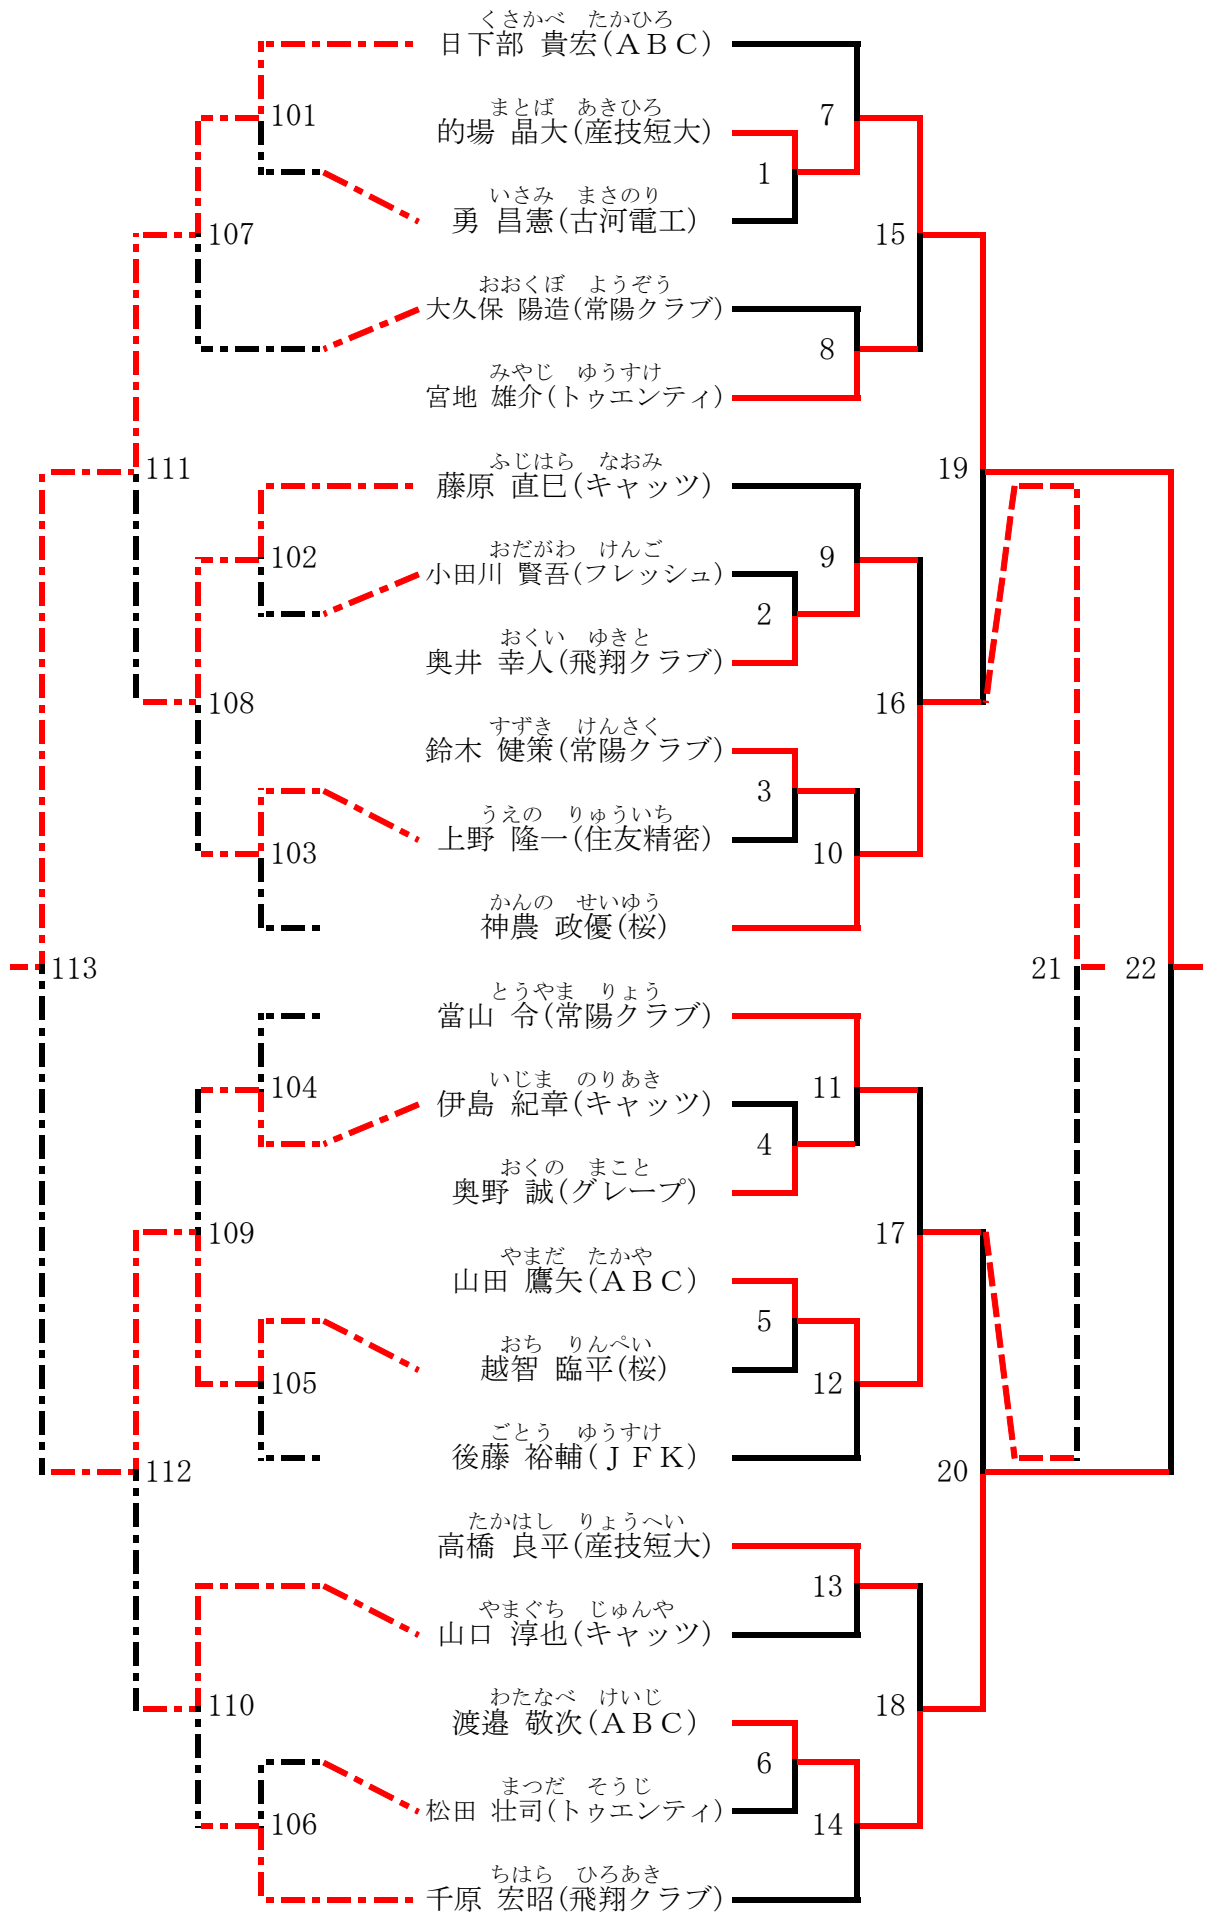 くさかべ　たかひろ
日下部 貴宏(ＡＢＣ)
101
7
まとば　あきひろ
的場 晶大(産技短大)
1
いさみ　まさのり
勇 昌憲(古河電工)
107
15
おおくぼ　ようぞう
大久保 陽造(常陽クラブ)
8
みやじ　ゆうすけ
宮地 雄介(トゥエンティ)
111
19
ふじはら　なおみ
藤原 直巳(キャッツ)
102
9
おだがわ　けんご
小田川 賢吾(フレッシュ)
2
おくい　ゆきと
奥井 幸人(飛翔クラブ)
108
16
すずき　けんさく
鈴木 健策(常陽クラブ)
3
うえの　りゅういち
上野 隆一(住友精密)
103
10
かんの　せいゆう
神農 政優(桜)
113
21
22
とうやま　りょう
當山 令(常陽クラブ)
104
11
いじま　のりあき
伊島 紀章(キャッツ)
4
おくの　まこと
奥野 誠(グレープ)
109
17
やまだ　たかや
山田 鷹矢(ＡＢＣ)
5
おち　りんぺい
越智 臨平(桜)
105
12
ごとう　ゆうすけ
後藤 裕輔(ＪＦＫ)
112
20
たかはし　りょうへい
高橋 良平(産技短大)
13
やまぐち　じゅんや
山口 淳也(キャッツ)
110
18
わたなべ　けいじ
渡邉 敬次(ＡＢＣ)
6
まつだ　そうじ
松田 壮司(トゥエンティ)
106
14
ちはら　ひろあき
千原 宏昭(飛翔クラブ)